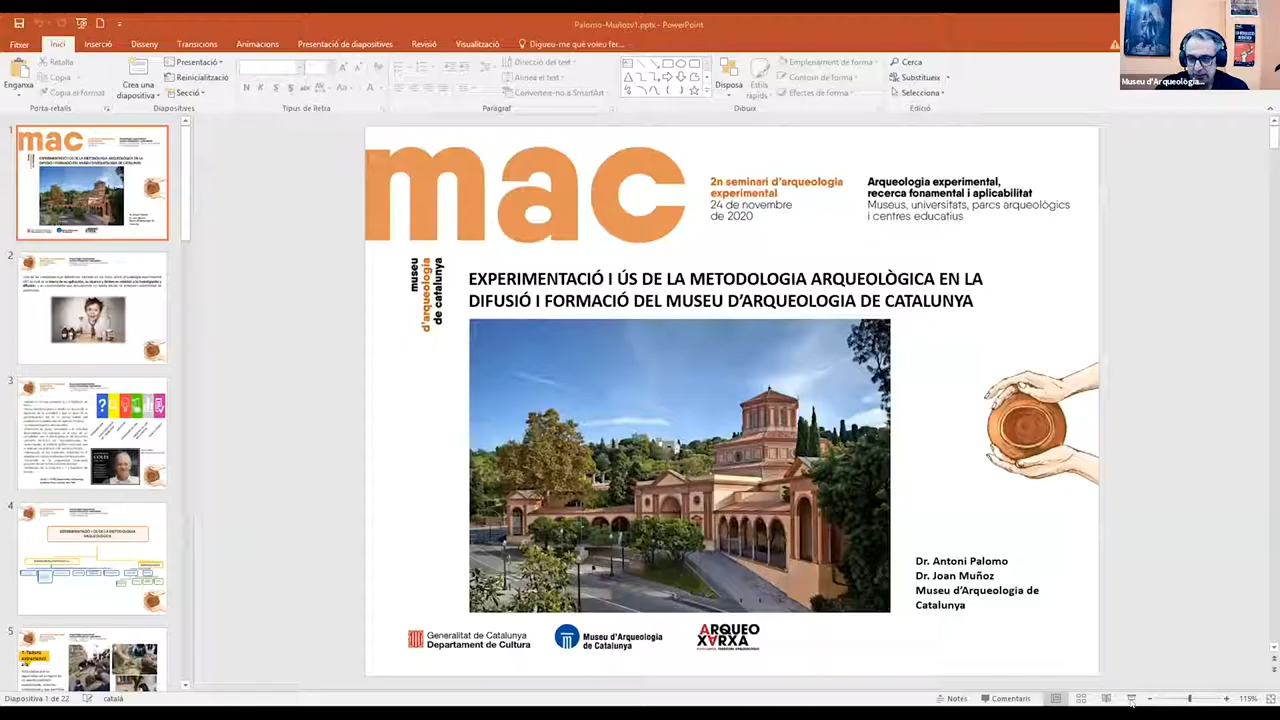 Palomo-Muñozv1.pptx - PowerPoint
Fitxer
Inici
Inserció
Disseny
Transicions
Animacions
Presentació de diapositives
Revisió
Visualització
Digueu-me què voleu fer...
Enganxa
Retalla
Copia
Copia el format
Porta-retalls
Crea una
diapositiva
Presentació
Reinicialització
Secció
Diapositives
N
K
S
Tipus de lletra
Direcció del text
Alinea el text
Converteix-ho a SmartArt
Paràgraf
Disposa
Estils
ràpids
Emplenament de forma
Contorn de forma
Efectes de forma
Dibuix
Cerca
Substitueix
Selecciona
Edició
Museu d'Arqueologia...
1
2
3
4
5
mac
museu
d'arqueologia
de catalunya
2n seminari d'arqueologia
experimental
24 de novembre
de 2020
Arqueologia experimental,
recerca fonamental i aplicabilitat
Museus, universitats, parcs arqueològics
i centres educatius
EXPERIMENTACIÓ I ÚS DE LA METODOLOGIA ARQUEOLÒGICA EN LA
DIFUSIÓ I FORMACIÓ DEL MUSEU D'ARQUEOLOGIA DE CATALUNYA
Dr. Antoni Palomo
Dr. Joan Muñoz
Museu d'Arqueologia de
Catalunya
Generalitat de Catalunya
Departament de Cultura
Museu d'Arqueologia
de Catalunya
ARQUEO
XARXA
Diapositiva 1 de 22
català
Notes
Comentaris
115%